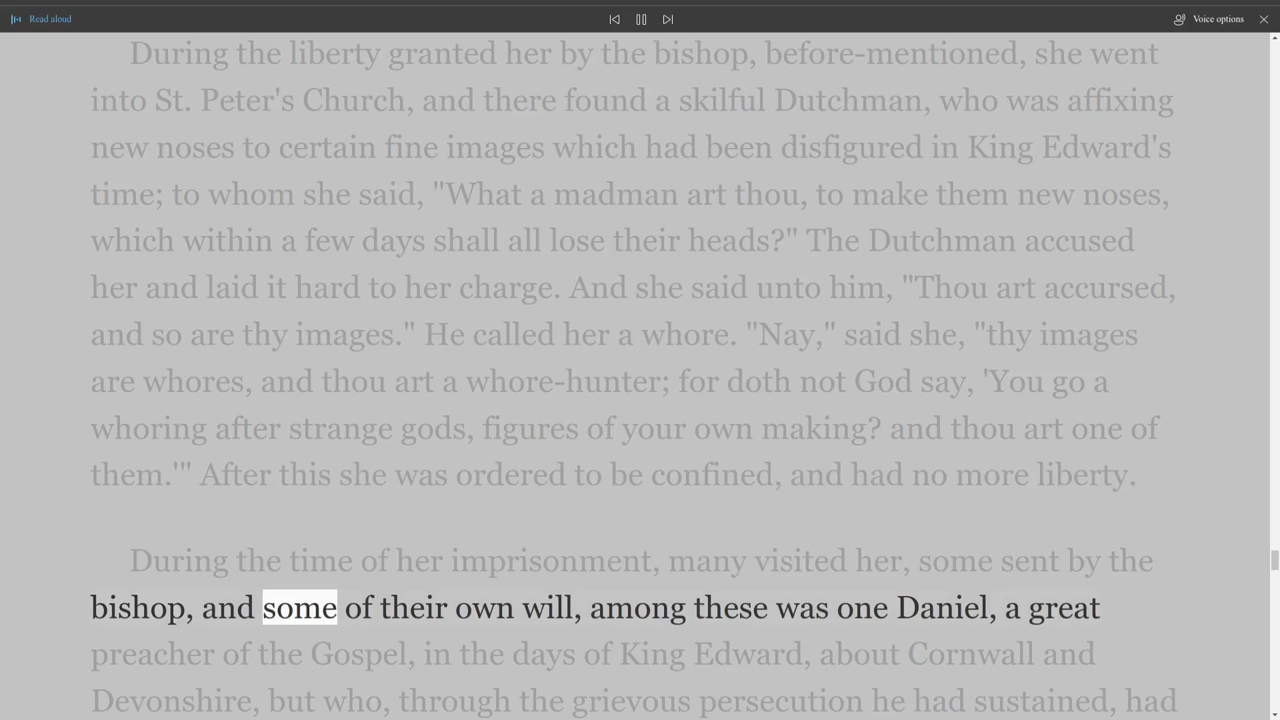 Read aloud
Voice options
During the liberty granted her by the bishop, before-mentioned, she went
into St. Peter's Church, and there found a skilful Dutchman, who was affixing
new noses to certain fine images which had been disfigured in King Edward's
time; to whom she said, "What a madman art thou, to make them new noses,
which within a few days shall all lose their heads?" The Dutchman accused
her and laid it hard to her charge. And she said unto him, "Thou art accursed,
and so are thy images." He called her a whore. "Nay," said she, "thy images
are whores, and thou art a whore-hunter; for doth not God say, 'You go a
whoring after strange gods, figures of your own making? and thou art one of
them.'" After this she was ordered to be confined, and had no more liberty.
During the time of her imprisonment, many visited her, some sent by the
bishop, and some of their own will, among these was one Daniel, a great
preacher of the Gospel, in the days of King Edward, about Cornwall and
Devonshire, but who, through the grievous persecution he had sustained, had